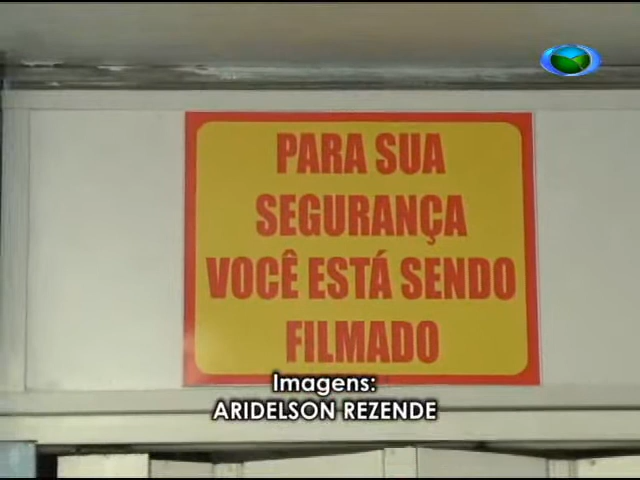 PARA SUA
SEGURANÇA
VOCÊ ESTÁ SENDO
FILMADO
Imagens:
ARIDELSON REZENDE